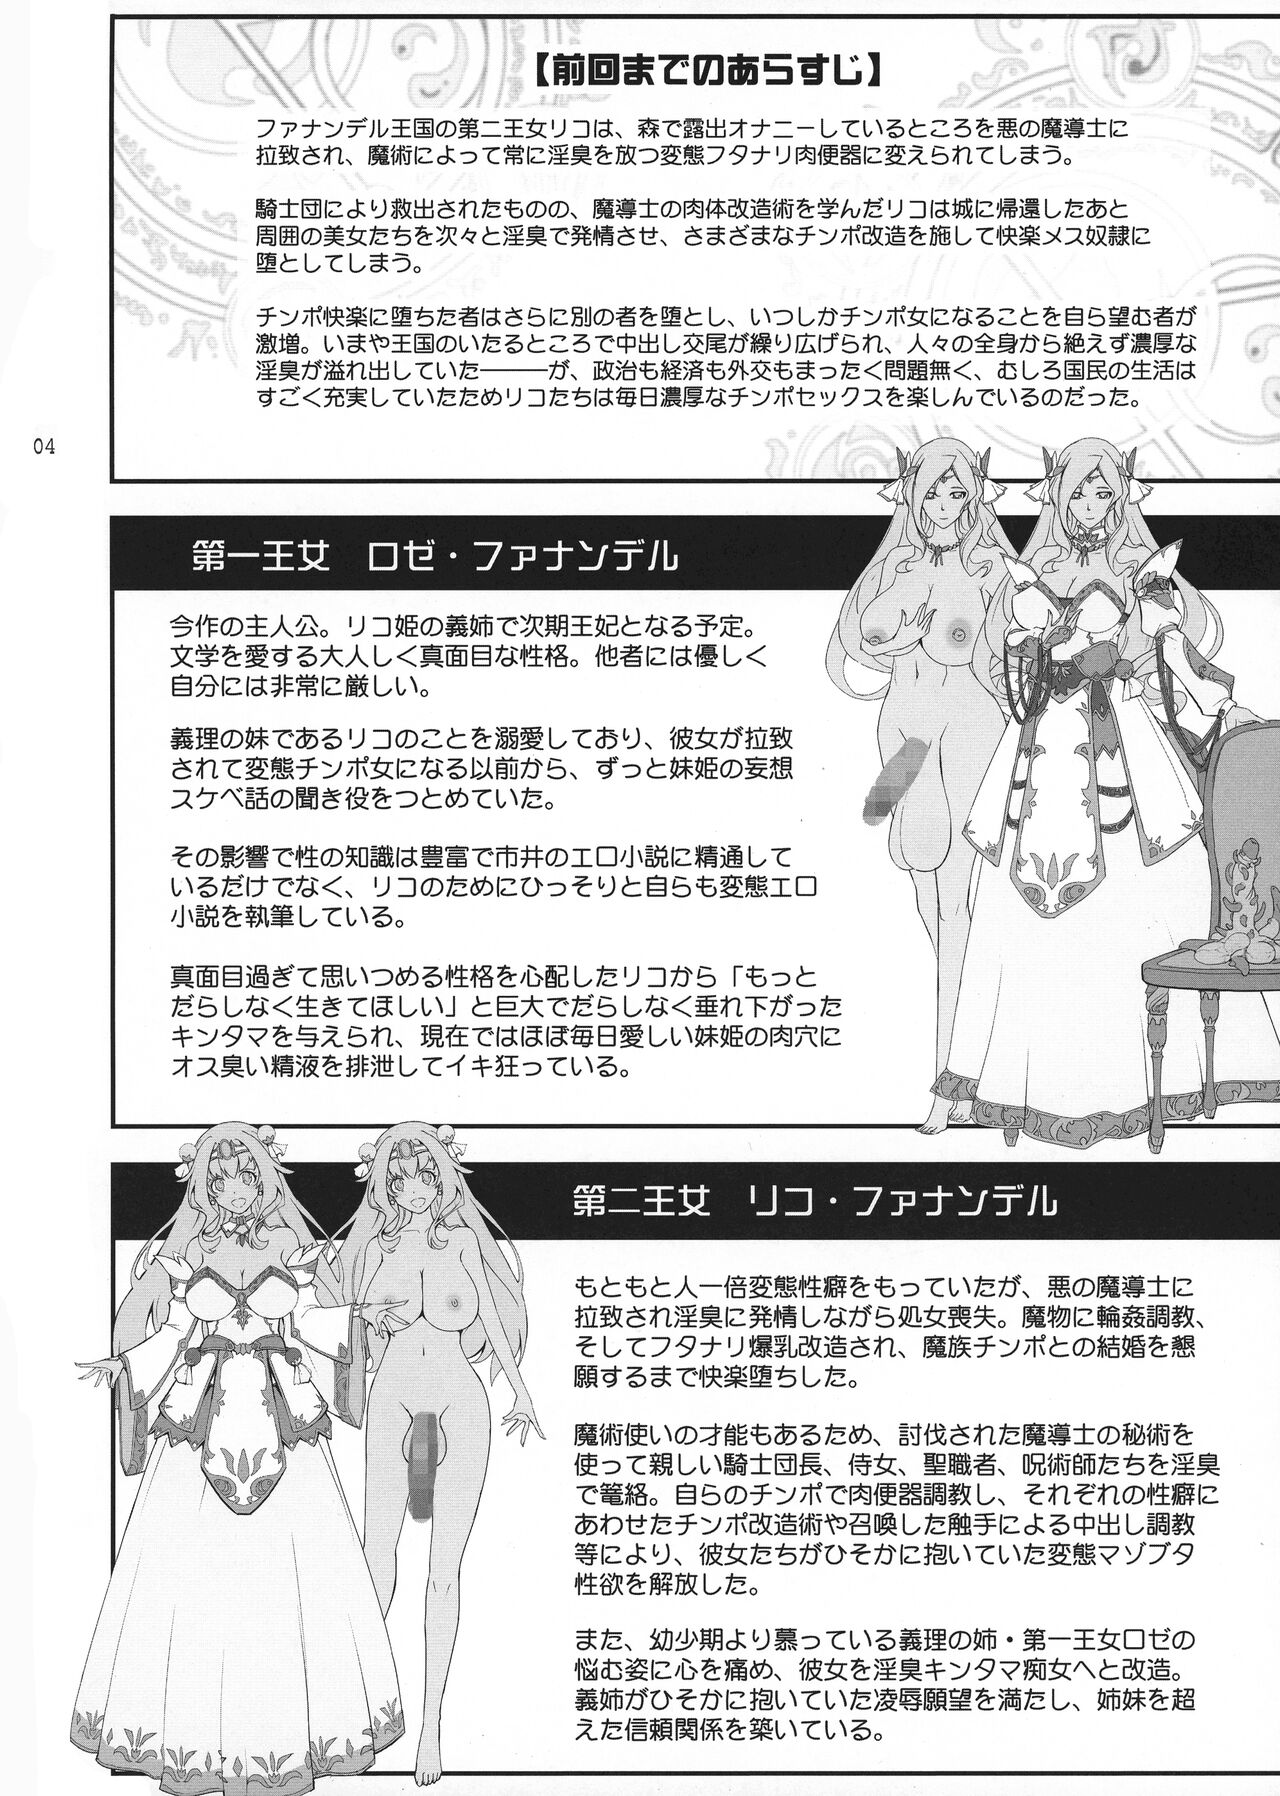 【前回までのあらすじ】
ファナンデル王国の第二王女リコは、森で露出オナニーしているところを悪の魔導士に
拉致され、魔術によって常に淫臭を放つ変態フタナリ肉便器に変えられてしまう。
騎士団により救出されたものの、魔導士の肉体改造術を学んだリコは城に帰還したあと
周囲の美女たちを次々と淫臭で発情させ、さまざまなチンポ改造を施して快楽メス奴隷に
堕としてしまう。
チンポ快楽に堕ちた者はさらに別の者を堕とし、いつしかチンポ女になることを自ら望む者が
激増。いまや王国のいたるところで中出し交尾が繰り広げられ、人々の全身から絶えず濃厚な
淫臭が溢れ出していた―――が、政治も経済も外交もまったく問題無く、むしろ国民の生活は
すごく充実していたためリコたちは毎日濃厚なチンポセックスを楽しんでいるのだった。
04
第一王女　ロゼ・ファナンデル
今作の主人公。リコ姫の義姉で次期王妃となる予定。
文学を愛する大人しく真面目な性格。他者には優しく
自分には非常に厳しい。
義理の妹であるリコのことを溺愛しており、彼女が拉致
されて変態チンポ女になる以前から、ずっと妹姫の妄想
スケベ話の聞き役をつとめていた。
その影響で性の知識は豊富で市井のエロ小説に精通して
いるだけでなく、リコのためにひっそりと自らも変態エロ
小説を執筆している。
真面目過ぎて思いつめる性格を心配したリコから「もっと
だらしなく生きてほしい」と巨大でだらしなく垂れ下がった
キンタマを与えられ、現在ではほぼ毎日愛しい妹姫の肉穴に
オス臭い精液を排泄してイキ狂っている。
第二王女　リコ・ファナンデル
もともと人一倍変態性癖をもっていたが、悪の魔導士に
拉致され淫臭に発情しながら処女喪失。魔物に輪姦調教、
そしてフタナリ爆乳改造され、魔族チンポとの結婚を懇
願するまで快楽堕ちした。
魔術使いの才能もあるため、討伐された魔導士の秘術を
使って親しい騎士団長、侍女、聖職者、呪術師たちを淫臭
で篭絡。自らのチンポで肉便器調教し、それぞれの性癖に
あわせたチンポ改造術や召喚した触手による中出し調教
等により、彼女たちがひそかに抱いていた変態マゾブタ
性欲を解放した。
また、幼少期より慕っている義理の姉・第一王女ロゼの
悩む姿に心を痛め、彼女を淫臭キンタマ痴女へと改造。
義姉がひそかに抱いていた凌辱願望を満たし、姉妹を超
えた信頼関係を築いている。